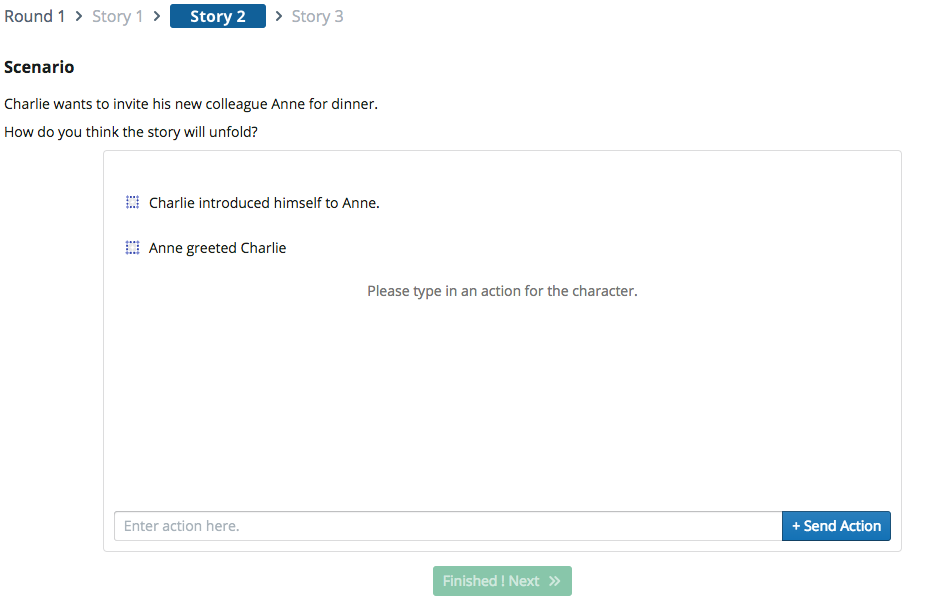 Round 1 > Story 1 > Story 2 > Story 3
Scenario
Charlie wants to invite his new colleague Anne for dinner.
How do you think the story will unfold?
Charlie introduced himself to Anne.
Anne greeted Charlie
Please type in an action for the character.
Enter action here.
+ Send Action
Finished ! Next »